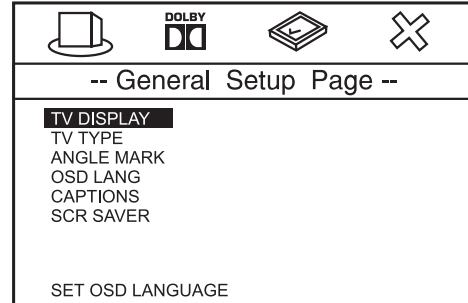 DOLBY
-- General Setup Page --
TV DISPLAY
TV TYPE
ANGLE MARK
OSD LANG
CAPTIONS
SCR SAVER
SET OSD LANGUAGE